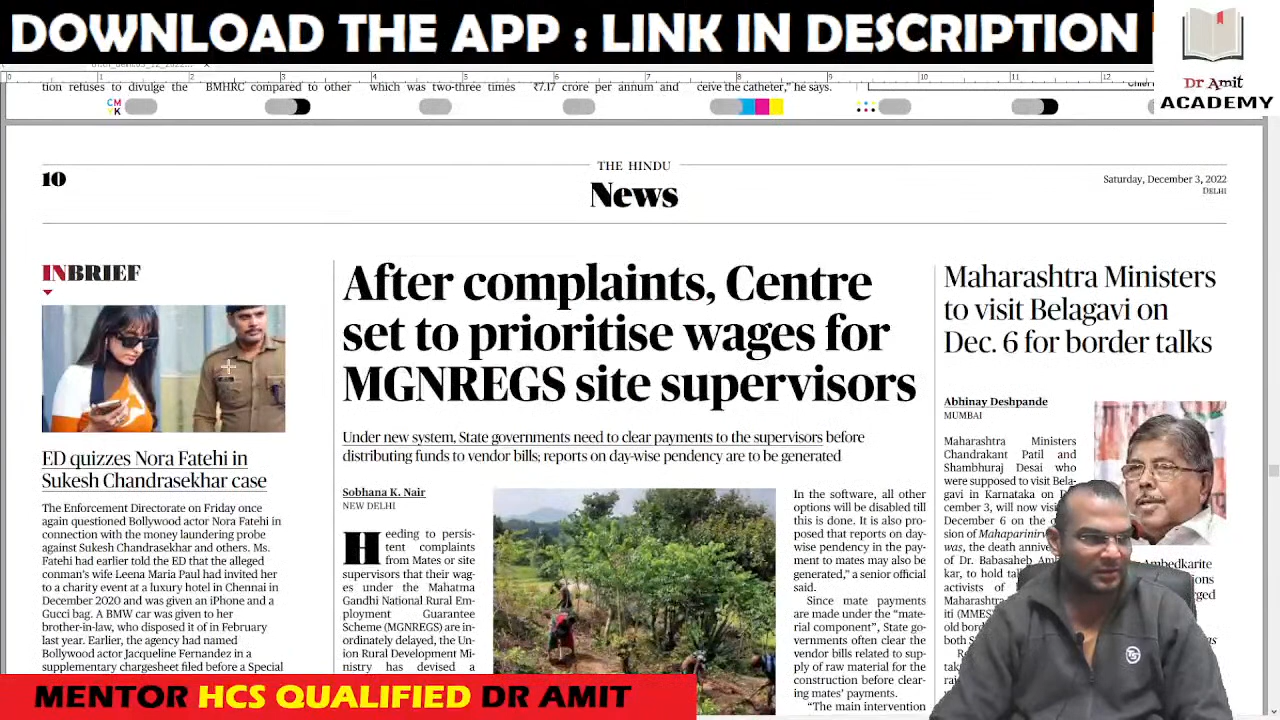 DOWNLOAD THE APP : LINK IN DESCRIPTION
Dr Amit
ACADEMY
tion refuses to divulge the
BMHRC compared to other
which was two-three times
₹7.17 crore per annum and
ceive the catheter,” he says.
10
THE HINDU
News
Saturday, December 3, 2022
DELHI
INBRIEF
ED quizzes Nora Fatehi in
Sukesh Chandrasekhar case
The Enforcement Directorate on Friday once
again questioned Bollywood actor Nora Fatehi in
connection with the money laundering probe
against Sukesh Chandrasekhar and others. Ms.
Fatehi had earlier told the ED that the alleged
conman's wife Leena Maria Paul had invited her
to a charity event at a luxury hotel in Chennai in
December 2020 and was given an iPhone and a
Gucci bag. A BMW car was given to her
brother-in-law, who disposed it of in February
last year. Earlier, the agency had named
Bollywood actor Jacqueline Fernandez in a
supplementary chargesheet filed before a Special
After complaints, Centre
set to prioritise wages for
MGNREGS site supervisors
Under new system, State governments need to clear payments to the supervisors before
distributing funds to vendor bills; reports on day-wise pendency are to be generated
Sobhana K. Nair
NEW DELHI
Heeding to persis-
tent complaints
from Mates or site
supervisors that their wag-
es under the Mahatma
Gandhi National Rural Em-
ployment Guarantee
Scheme (MGNREGS) are in-
ordinately delayed, the Un-
ion Rural Development Mi-
nistry has devised a
In the software, all other
options will be disabled till
this is done. It is also pro-
posed that reports on day-
wise pendency in the pay-
ment to mates may also be
generated,” a senior official
said.
Since mate payments
are made under the “mate-
rial component”, State go-
vernments often clear the
vendor bills related to sup-
ply of raw material for the
construction before clear-
ing mates’ payments.
“The main intervention
Maharashtra Ministers
to visit Belagavi on
Dec. 6 for border talks
Abhinay Deshpande
MUMBAI
Maharashtra Ministers
Chandrakant Patil and
Shambhuraj Desai who
were supposed to visit Bela-
gavi in Karnataka on
cember 3, will now
December 6 on the
sion of Mahaparinir
was, the death
of Dr. Babasaheb
kar, to hold
activists of
Maharashtra
iti
old
both
Ambedkarite
MENTOR HCS QUALIFIED DR AMIT